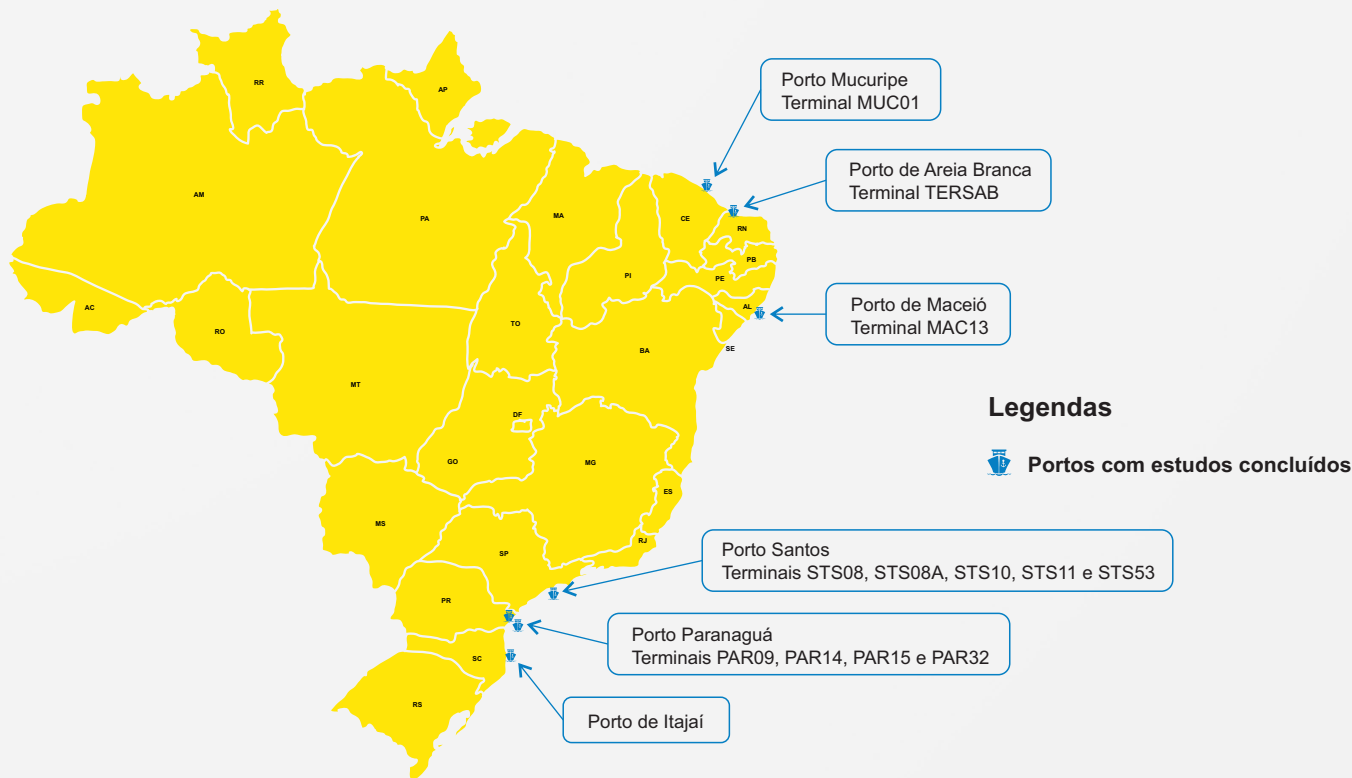 RR
AP
Porto Mucuripe
Terminal MUC01
Porto de Areia Branca
Terminal TERSAB
AM
PA
MA
CE
RN
PB
PI
PE
AC
AL
Porto de Maceió
Terminal MAC13
RO
TO
SE
BA
MT
DF
Legendas
GO
MG
Portos com estudos concluídos
ES
MS
RJ
SP
Porto Santos
Terminais STS08, STS08A, STS10, STS11 e STS53
PR
Porto Paranaguá
Terminais PAR09, PAR14, PAR15 e PAR32
SC
RS
Porto de Itajaí